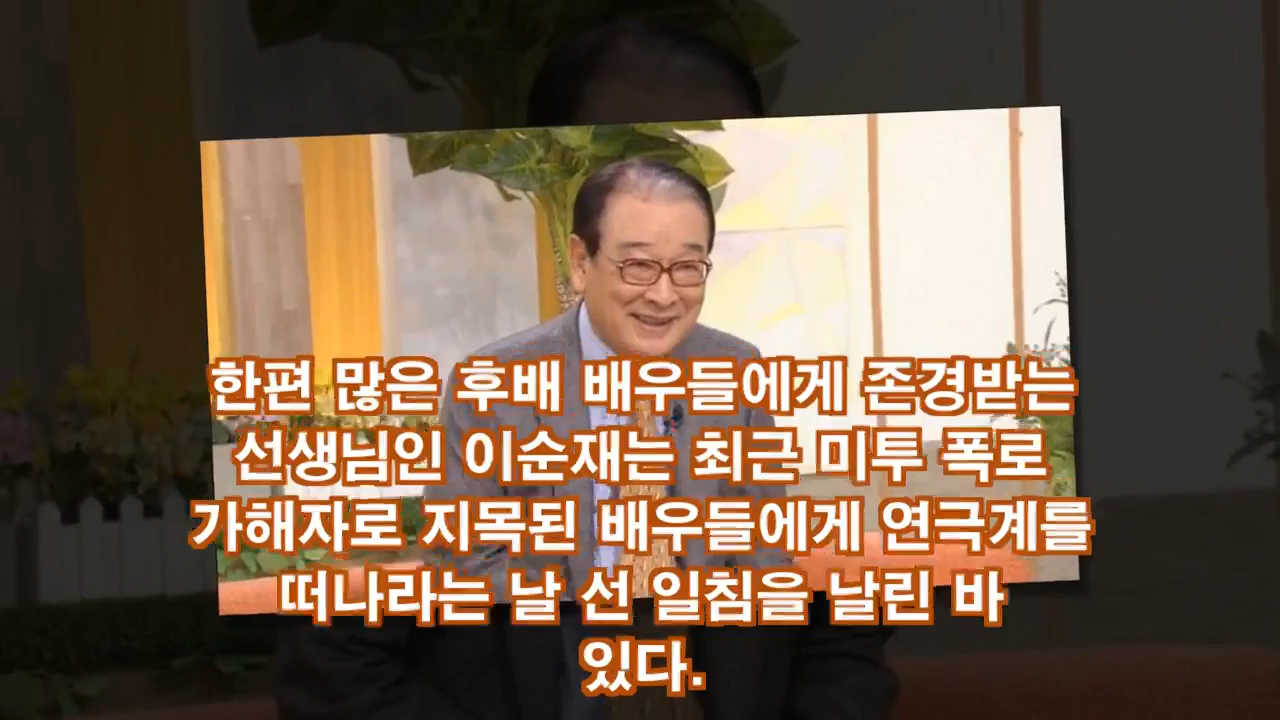 한편 많은 후배 배우들에게 존경받는
선생님인 이순재는 최근 미투 폭로
가해자로 지목된 배우들에게 연극계를
떠나라는 날 선 일침을 날린 바
있다.